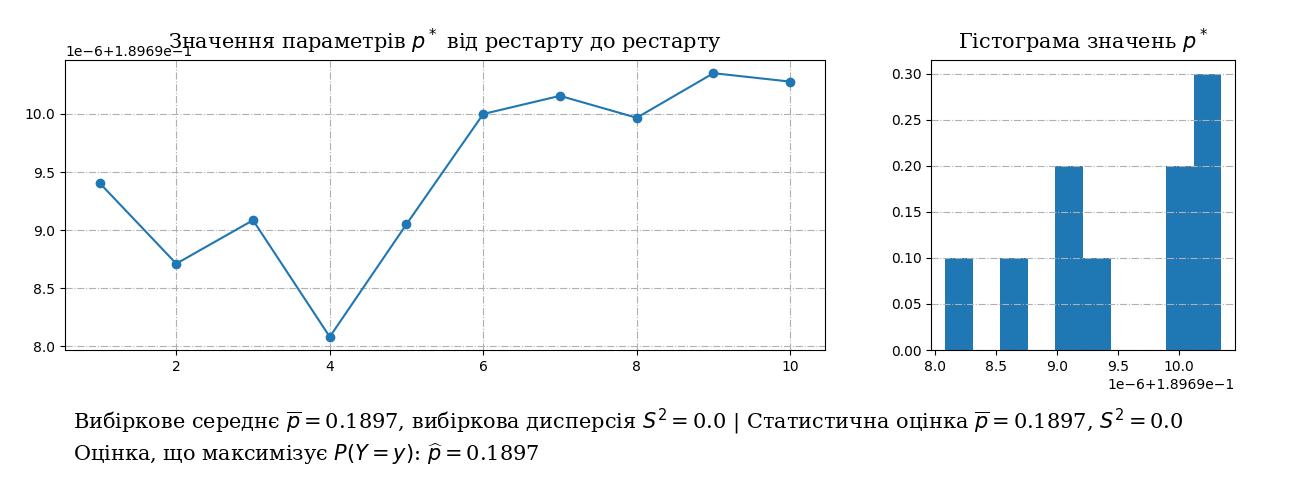 Значення параметрів p* від рестарту до рестарту
1e−6+1.8969e−1
10.0
9.5
9.0
8.5
8.0
2 4 6 8 10
Гістограма значень p*
0.30
0.25
0.20
0.15
0.10
0.05
0.00
8.0 8.5 9.0 9.5 10.0
1e−6+1.8969e−1
Вибіркове середнє p̅ = 0.1897, вибіркова дисперсія S² = 0.0 | Статистична оцінка p̅ = 0.1897, S² = 0.0
Оцінка, що максимізує P(Y = y): p̂ = 0.1897